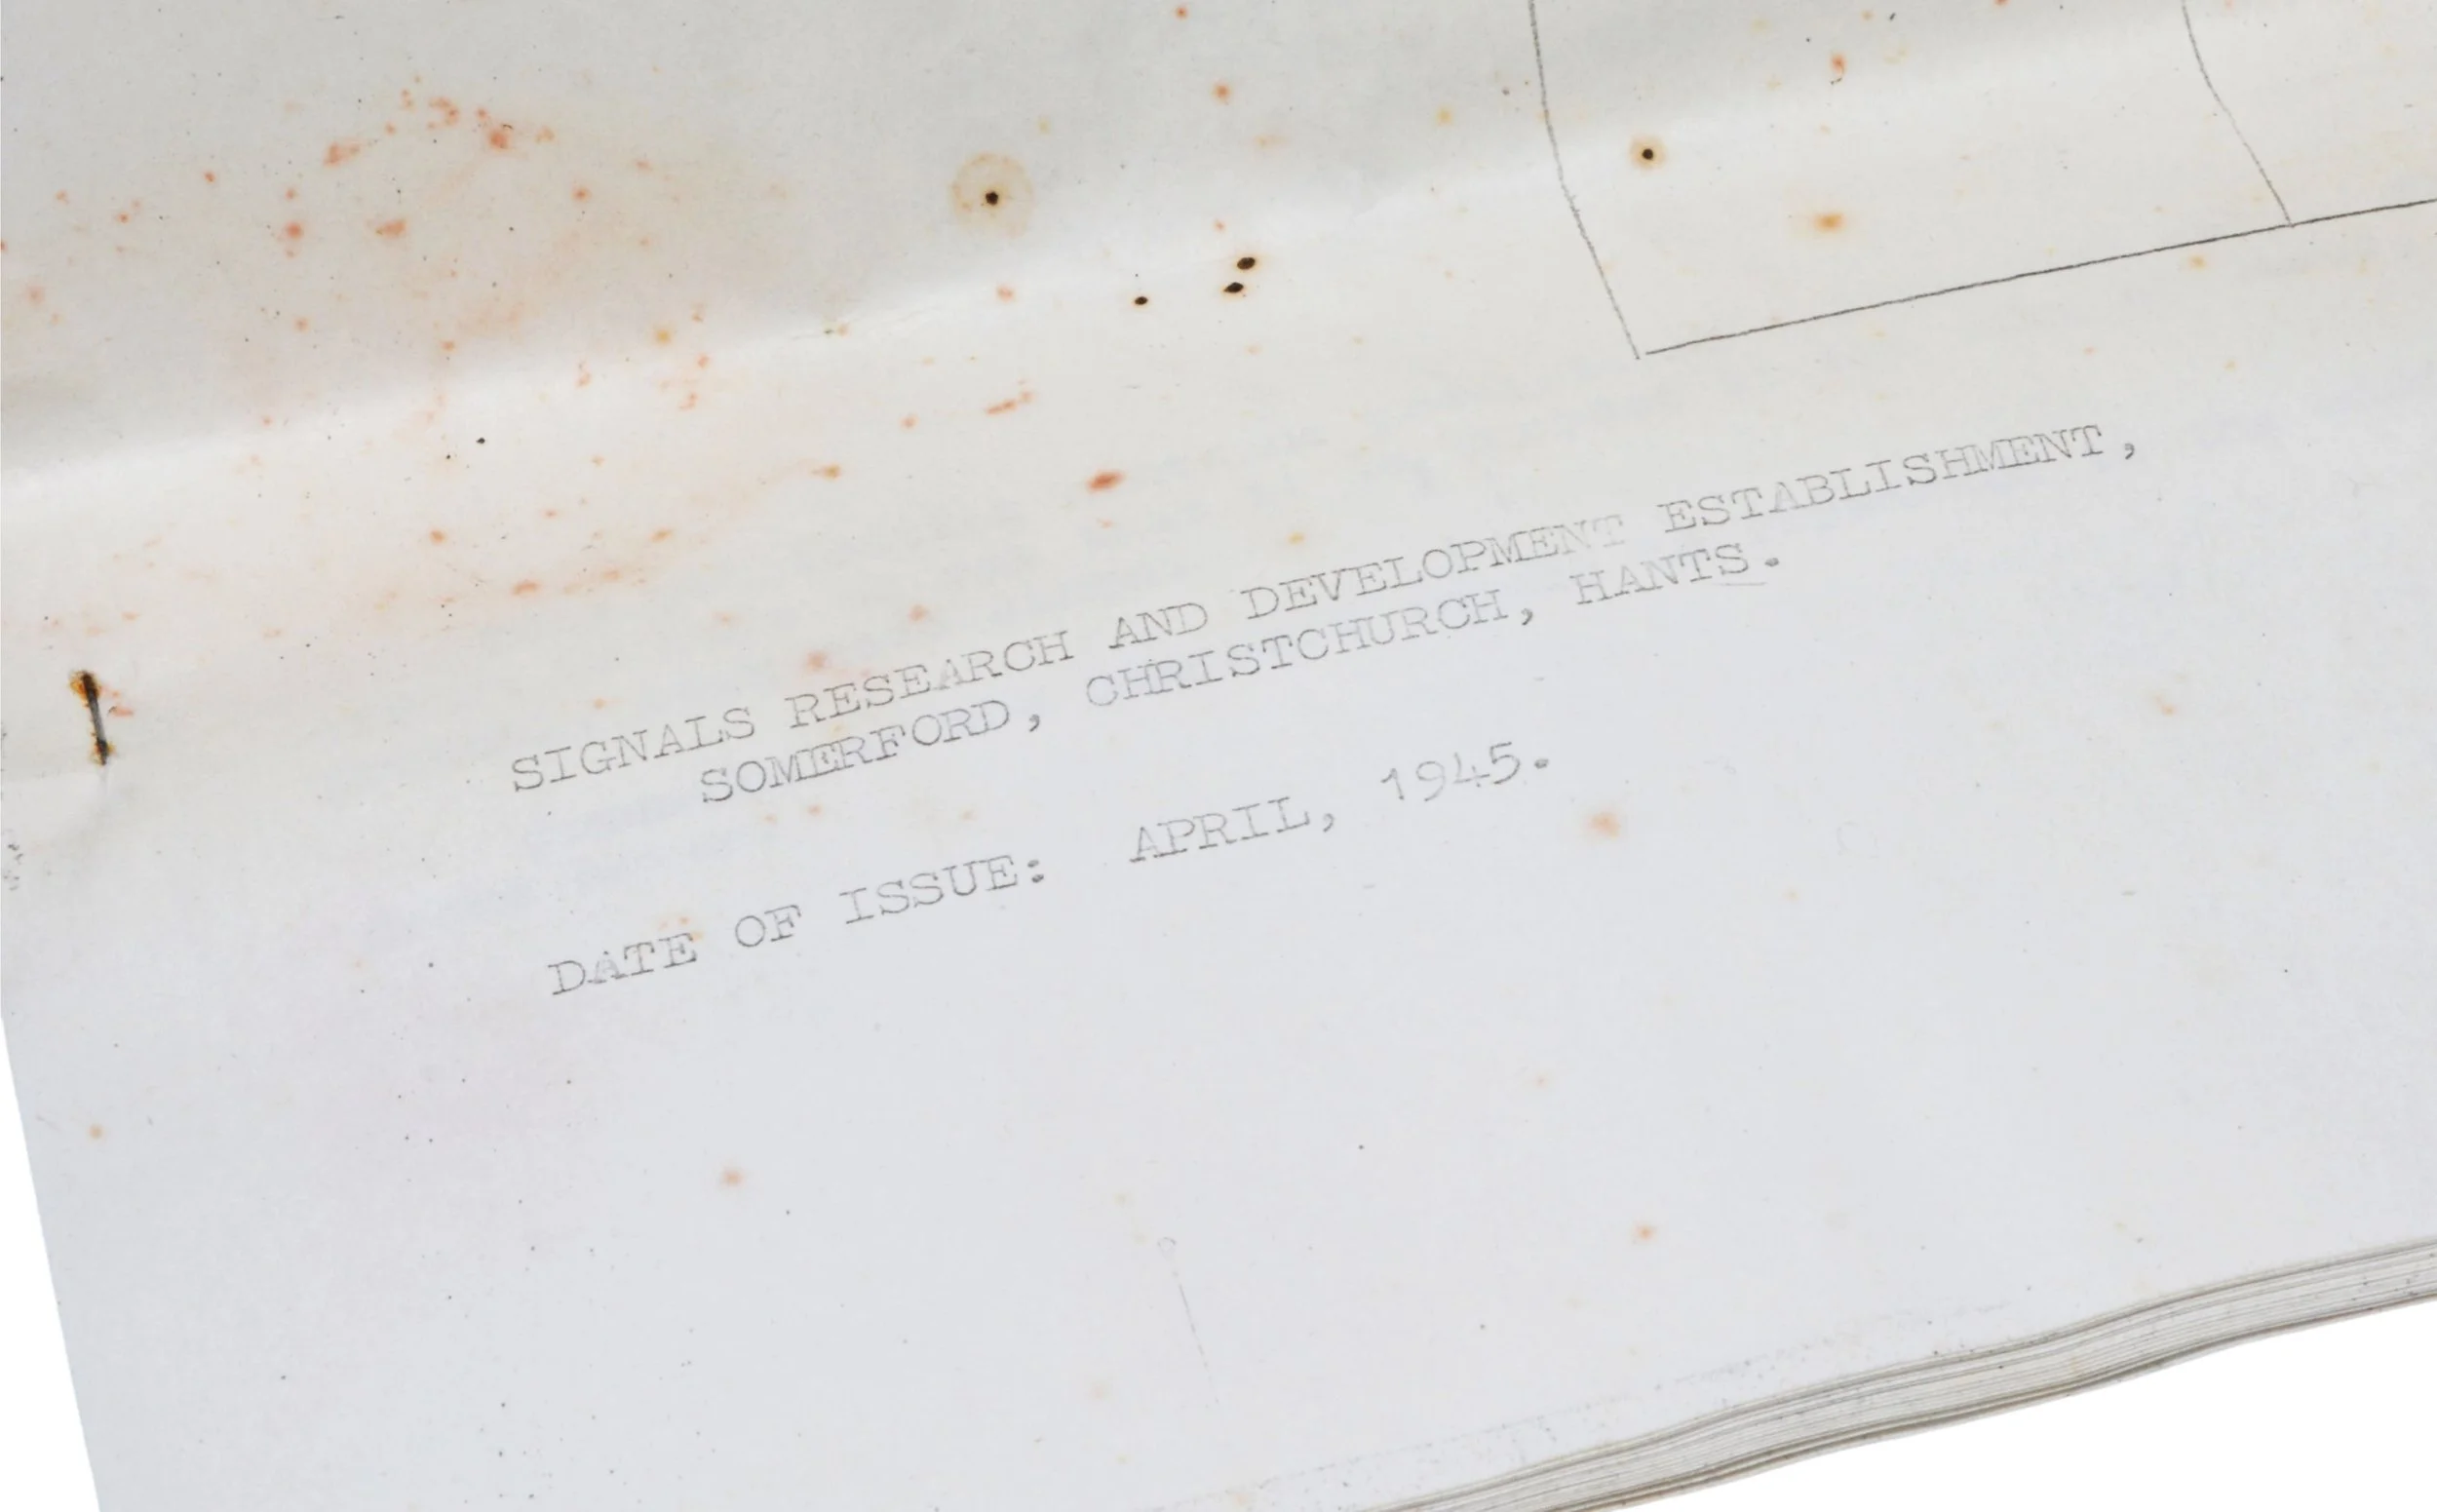 SIGNALS RESEARCH AND DEVELOPMENT ESTABLISHMENT,
SOMERFORD, CHRISTCHURCH, HANTS.
DATE OF ISSUE: APRIL, 1945.